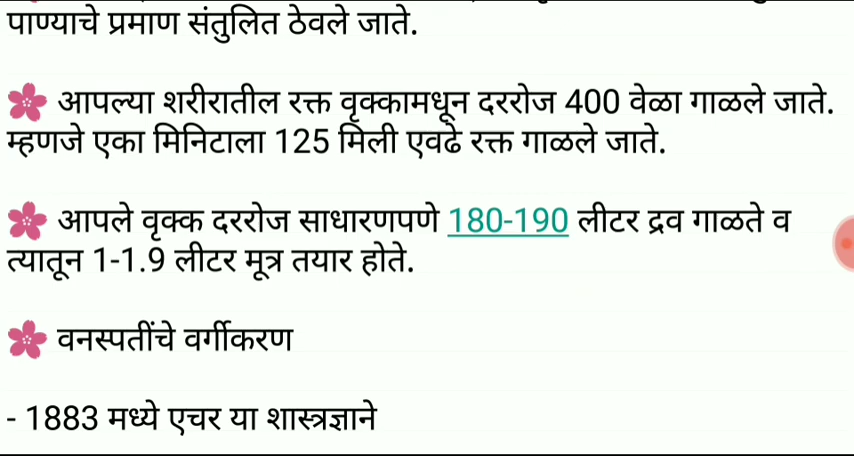 पाण्याचे प्रमाण संतुलित ठेवले जाते.
आपल्या शरीरातील रक्त वृक्कामधून दररोज 400 वेळा गाळले जाते.
म्हणजे एका मिनिटाला 125 मिली एवढे रक्त गाळले जाते.
आपले वृक्क दररोज साधारणपणे 180-190 लीटर द्रव गाळते व
त्यातून 1-1.9 लीटर मूत्र तयार होते.
वनस्पतींचे वर्गीकरण
- 1883 मध्ये एचर या शास्त्रज्ञाने